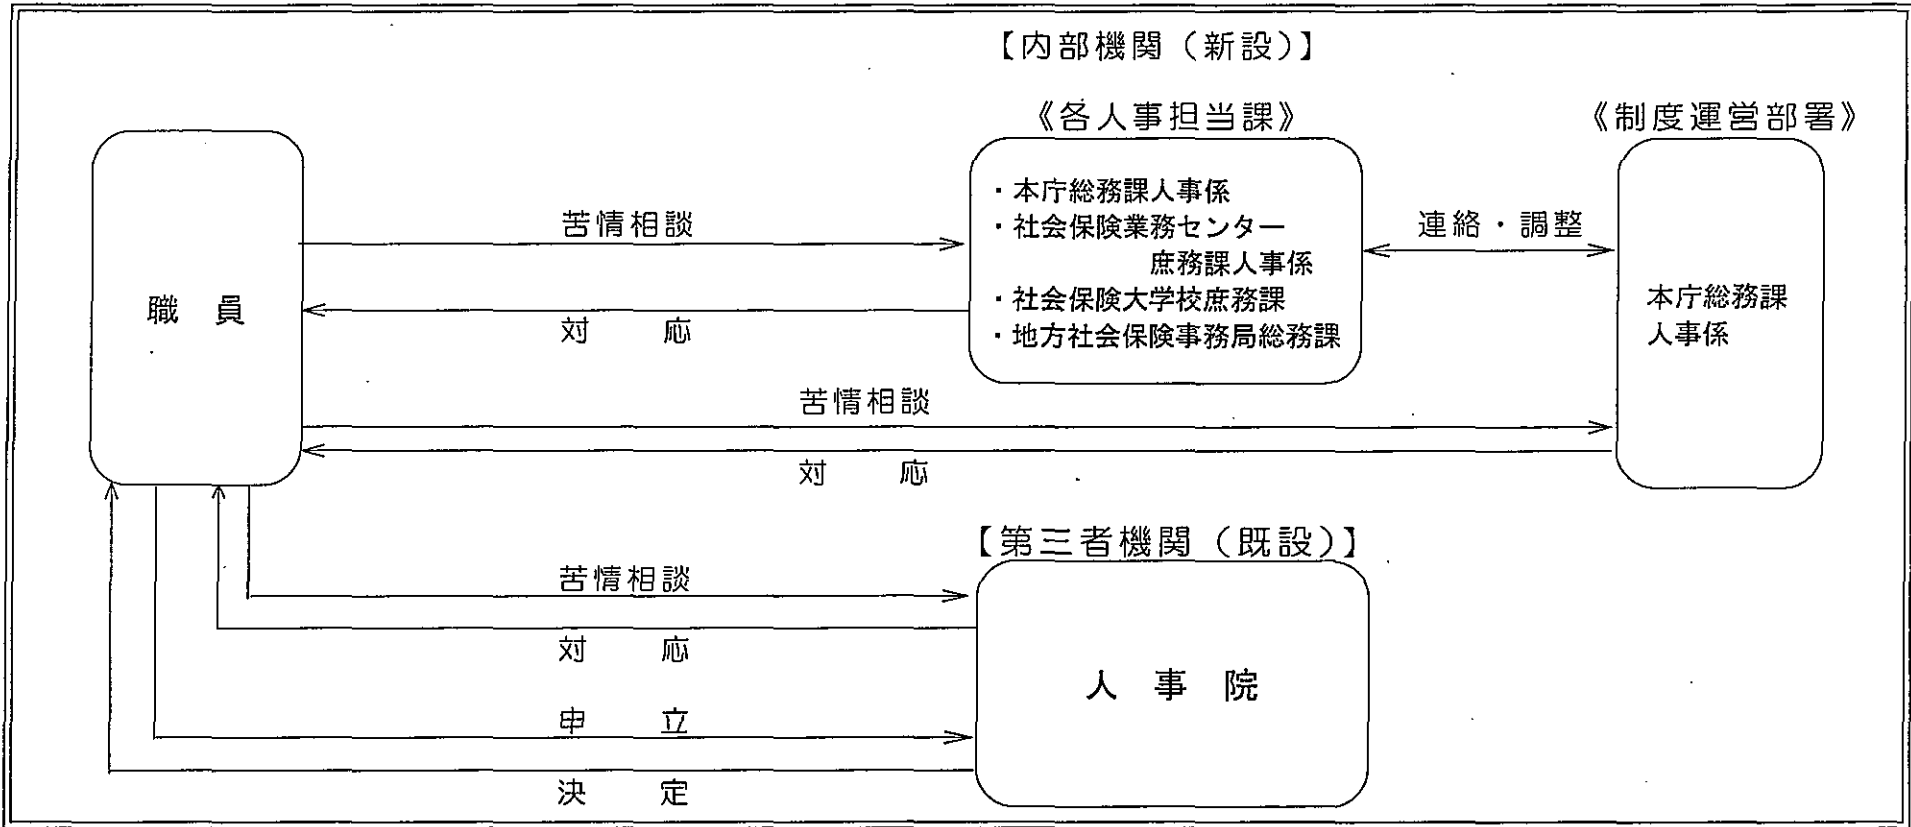 【内部機関（新設）】
《各人事担当課》
《制度運営部署》
職　員
苦情相談
対　　応
・本庁総務課人事係
・社会保険業務センター
庶務課人事係
・社会保険大学校庶務課
・地方社会保険事務局総務課
連絡・調整
本庁総務課
人事係
苦情相談
対　　応
【第三者機関（既設）】
苦情相談
対　　応
申　　立
決　　定
人　事　院